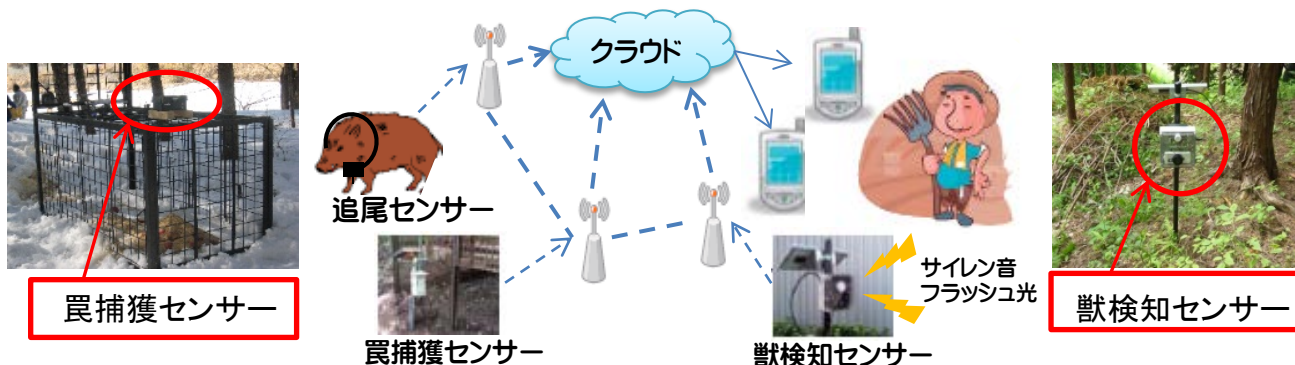 クラウド
追尾センサー
罠捕獲センサー
罠捕獲センサー
サイレン音
フラッシュ光
獣検知センサー
獣検知センサー